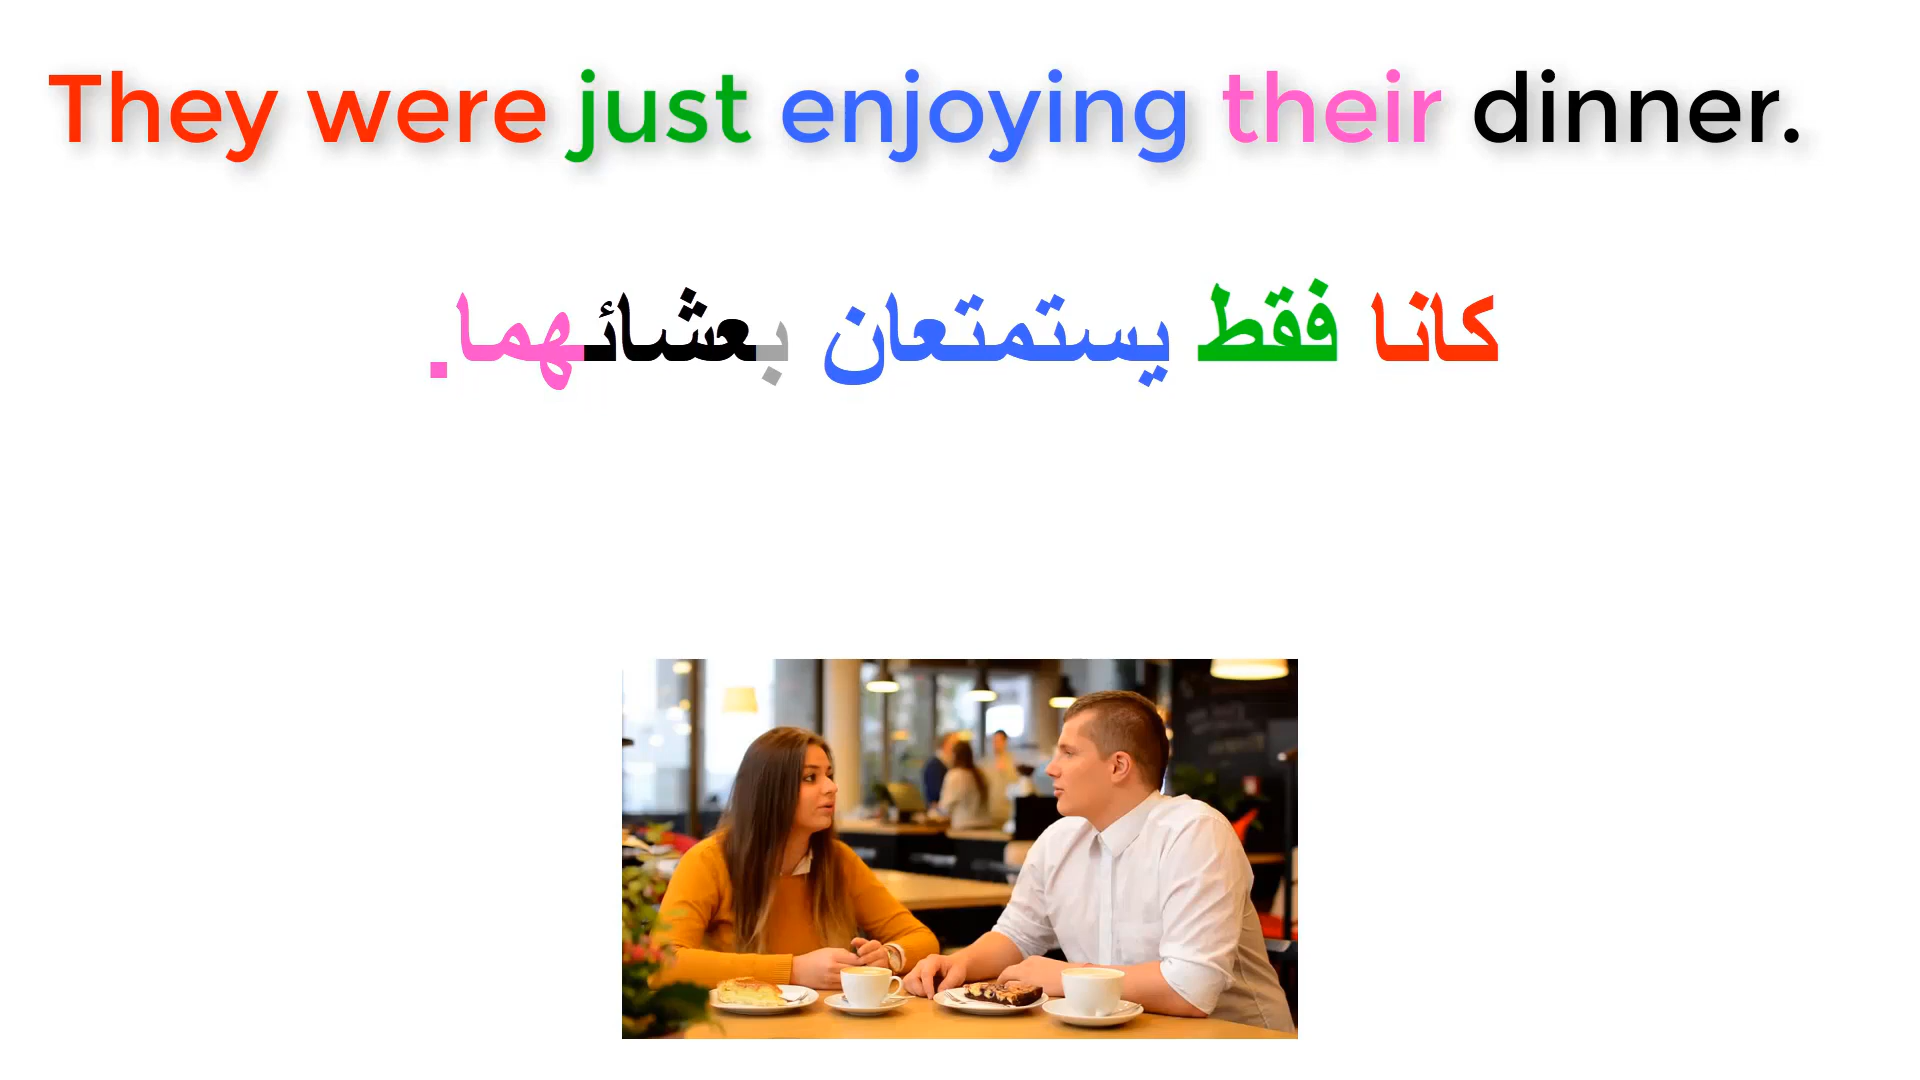 They were just enjoying their dinner.
كانا فقط يستمتعان بعشائهما.